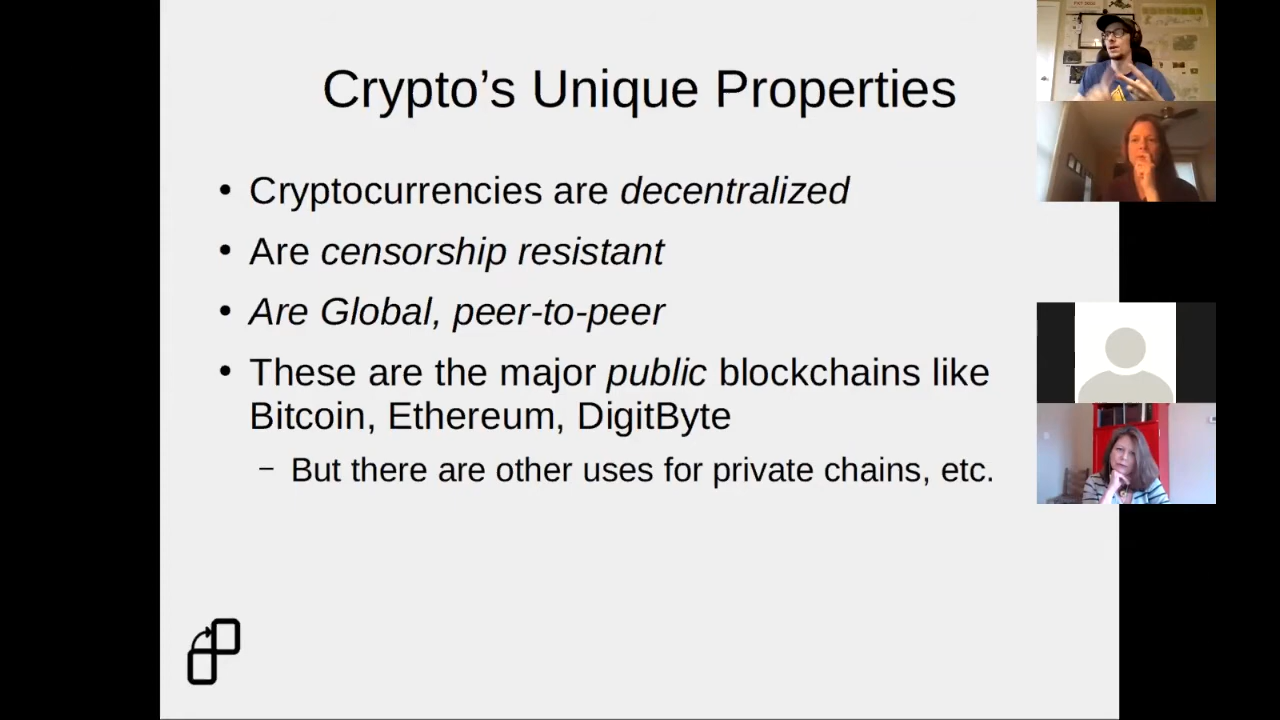 Crypto’s Unique Properties
• Cryptocurrencies are decentralized
• Are censorship resistant
• Are Global, peer-to-peer
• These are the major public blockchains like
Bitcoin, Ethereum, DigitByte
– But there are other uses for private chains, etc.